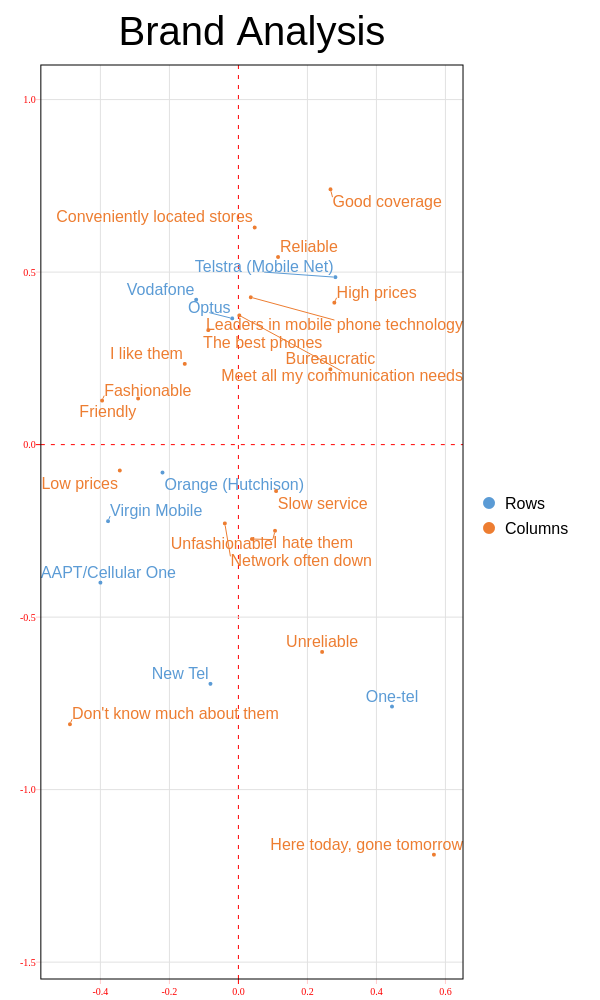 Brand Analysis
1.0
Good coverage
Conveniently located stores
Reliable
Telstra (Mobile Net)
0.5
Vodafone
High prices
Optus
Leaders in mobile phone technology
The best phones
I like them
Bureaucratic
Meet all my communication needs
Fashionable
Friendly
0.0
Low prices
Orange (Hutchison)
Slow service
Rows
Virgin Mobile
Columns
Unfashionable
I hate them
Network often down
AAPT/Cellular One
-0.5
Unreliable
New Tel
One-tel
Don't know much about them
-1.0
Here today, gone tomorrow
-1.5
-0.4 -0.2 0.0 0.2 0.4 0.6